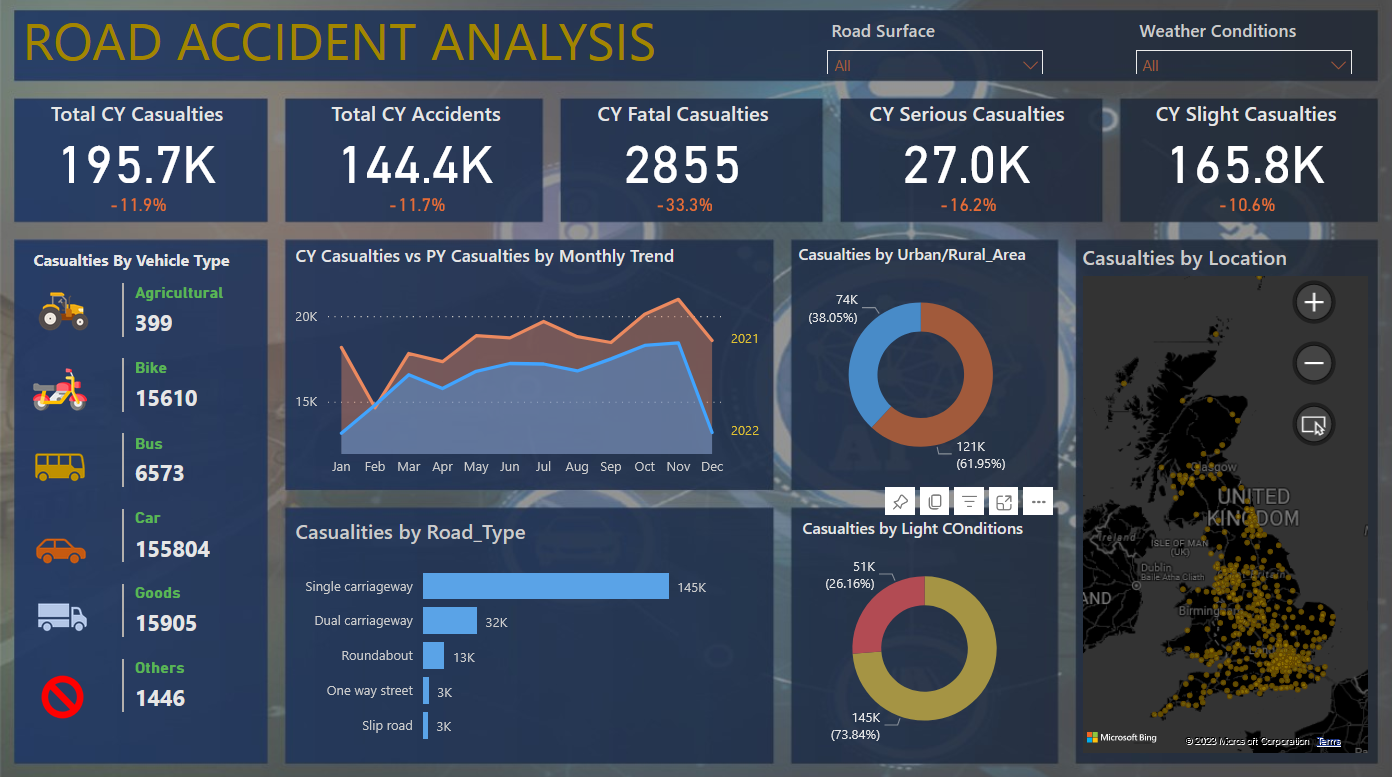 ROAD ACCIDENT ANALYSIS
Road Surface
All
Weather Conditions
All
Total CY Casualties
195.7K
-11.9%
Total CY Accidents
144.4K
-11.7%
CY Fatal Casualties
2855
-33.3%
CY Serious Casualties
27.0K
-16.2%
CY Slight Casualties
165.8K
-10.6%
Casualties By Vehicle Type
Agricultural
399
Bike
15610
Bus
6573
Car
155804
Goods
15905
Others
1446
CY Casualties vs PY Casualties by Monthly Trend
20K
15K
2021
2022
Jan Feb Mar Apr May Jun Jul Aug Sep Oct Nov Dec
Casualities by Road_Type
Single carriageway 145K
Dual carriageway 32K
Roundabout 13K
One way street 3K
Slip road 3K
Casualties by Urban/Rural_Area
74K
(38.05%)
121K
(61.95%)
Casualties by Light COnditions
51K
(26.16%)
145K
(73.84%)
Casualties by Location
Glasgow
UNITED
KINGDOM
Ireland
ISLE OF MAN
(UK)
Dublin
Baile Átha Cliath
Birmingham
Microsoft Bing
© 2023 Microsoft Corporation Terms